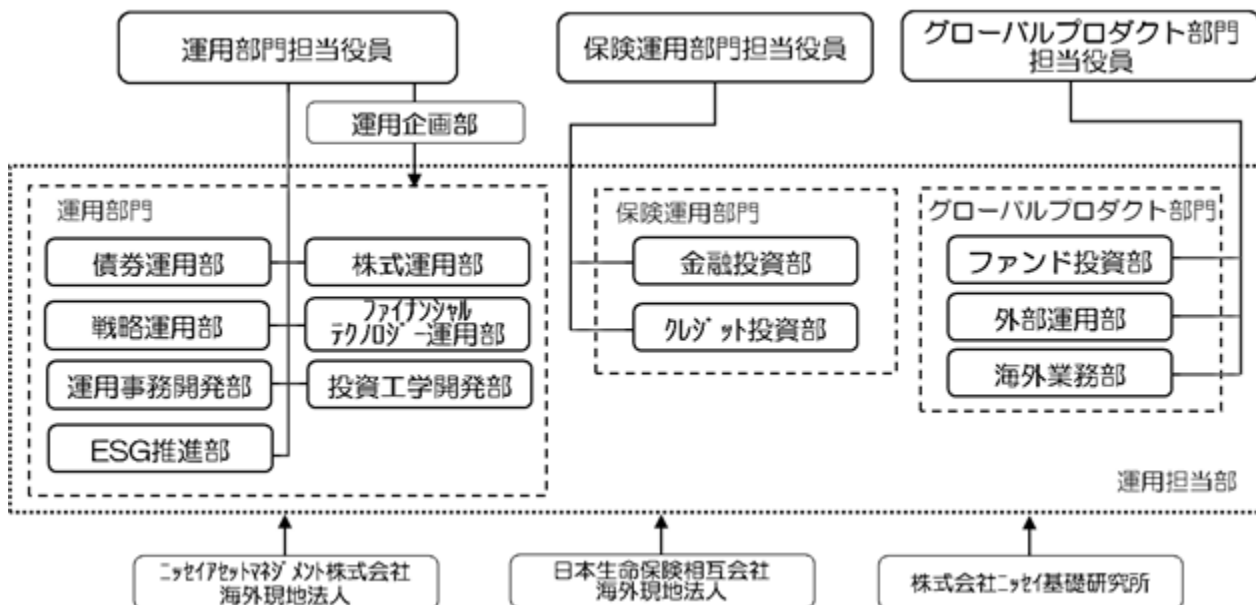 運用部門担当役員
保険運用部門担当役員
グローバルプロダクト部門
担当役員
運用企画部
運用部門
債券運用部
株式運用部
戦略運用部
ファイナンシャル
テクノロジー運用部
運用事務開発部
投資工学開発部
ESG推進部
保険運用部門
金融投資部
クレジット投資部
グローバルプロダクト部門
ファンド投資部
外部運用部
海外業務部
運用担当部
ニッセイアセットマネジメント株式会社
海外現地法人
日本生命保険相互会社
海外現地法人
株式会社ニッセイ基礎研究所